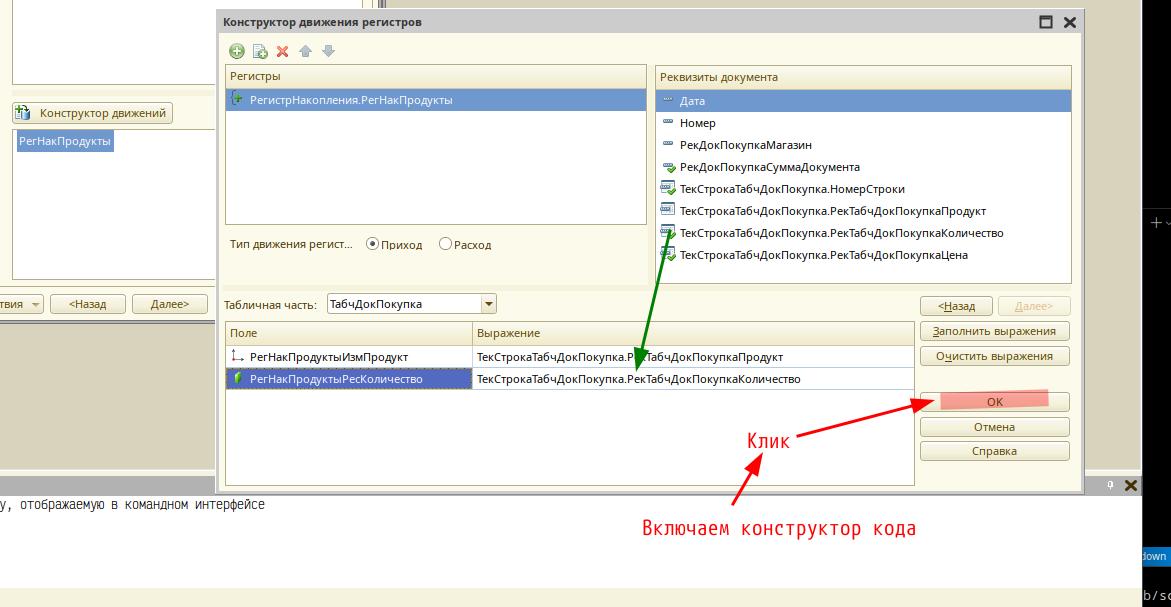 Конструктор движения регистров
Регистры
РегистрНакопления.РегНакПродукты
Реквизиты документа
Дата
Номер
РекДокПокупкаМагазин
РекДокПокупкаСуммаДокумента
ТекСтрокаТабчДокПокупка.НомерСтроки
ТекСтрокаТабчДокПокупка.РекТабчДокПокупкаПродукт
ТекСтрокаТабчДокПокупка.РекТабчДокПокупкаКоличество
ТекСтрокаТабчДокПокупка.РекТабчДокПокупкаЦена
Конструктор движений
РегНакПродукты
Тип движения регист... Приход Расход
твия <Назад Далее>
Табличная часть: ТабчДокПокупка
<Назад Далее>
Заполнить выражения
Очистить выражения
Поле Выражение
РегНакПродуктыИзмПродукт ТекСтрокаТабчДокПокупка.РекТабчДокПокупкаПродукт
РегНакПродуктыРесКоличество ТекСтрокаТабчДокПокупка.РекТабчДокПокупкаКоличество
OK
Отмена
Справка
Клик
Включаем конструктор кода
у, отображаемую в командном интерфейсе
down
b/sc